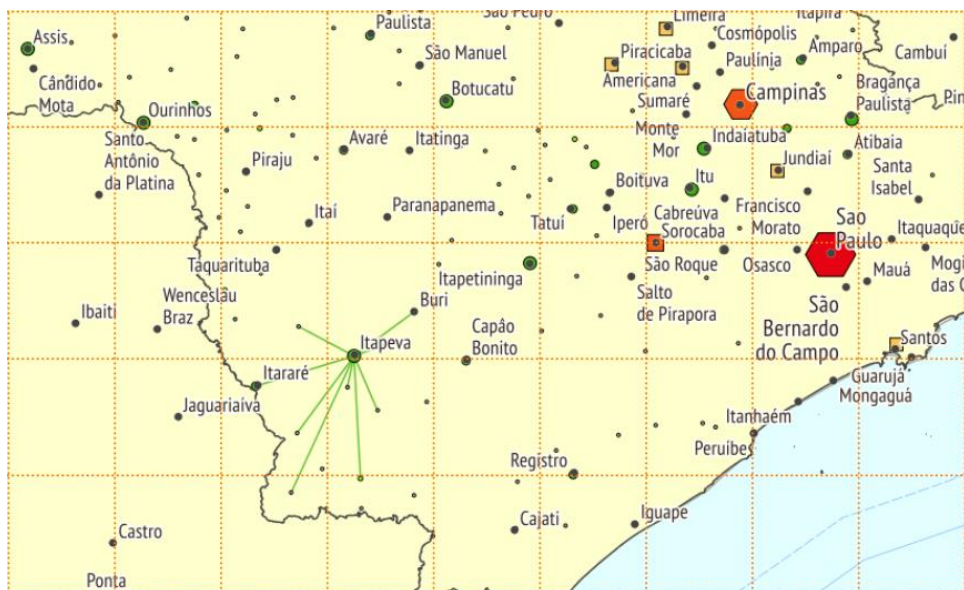 Assis
Cândido
Mota
Ourinhos
Santo
Antônio
da Platina
Paulista
São Manuel
Botucatu
Avaré
Itatinga
Piraju
Itaí
Paranapanema
Taquarituba
Ibaiti
Wenceslau
Braz
Jaguariaíva
Itararé
Itapeva
Buri
Capão
Bonito
Itapetininga
Tatuí
Iperó
Boituva
São Pedro
Limeira
Cosmópolis
Itapira
Piracicaba
Americana
Paulínia
Amparo
Cambuí
Sumaré
Campinas
Bragança
Paulista
Monte
Mor
Indaiatuba
Atibaia
Jundiaí
Santa
Isabel
Itu
Cabreúva
Francisco
Morato
Sorocaba
Sao
Paulo
Itaquaque
São Roque
Osasco
Mauá
Mogi
das C
Salto
de Pirapora
São
Bernardo
do Campo
Santos
Guarujá
Mongaguá
Itanhaém
Peruibe
Registro
Cajati
Iguape
Castro
Ponta